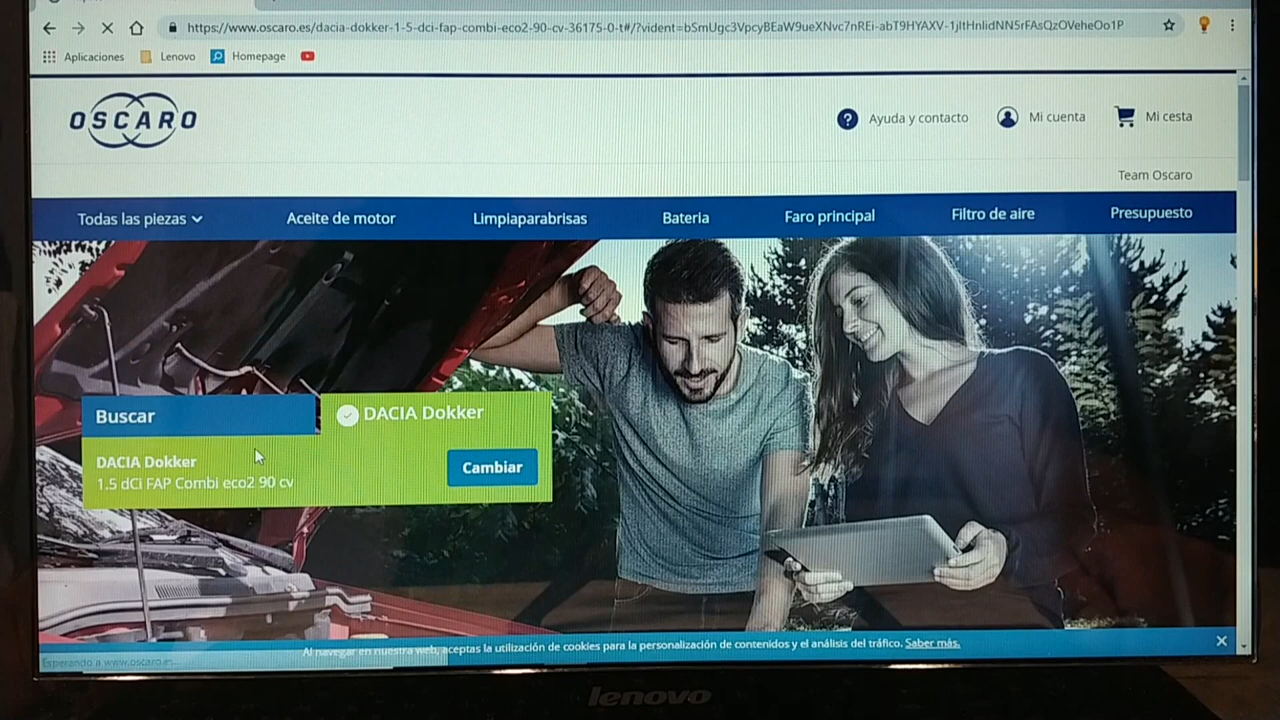 https://www.oscaro.es/dacia-dokker-1-5-dci-fap-combi-eco2-90-cv-36175-0-t#/?vident=
Aplicaciones
Lenovo
Homepage
OSCARO
Ayuda y contacto
Mi cuenta
Mi cesta
Team Oscaro
Todas las piezas
Aceite de motor
Limpiaparabrisas
Bateria
Faro principal
Filtro de aire
Presupuesto
Buscar
DACIA Dokker
DACIA Dokker
1.5 dCi FAP Combi eco2 90 cv
Cambiar
Al navegar en nuestra web, aceptas la utilización de cookies para la personalización de contenidos y el análisis del tráfico. Saber más.
Esperando a www.oscaro.es...
lenovo